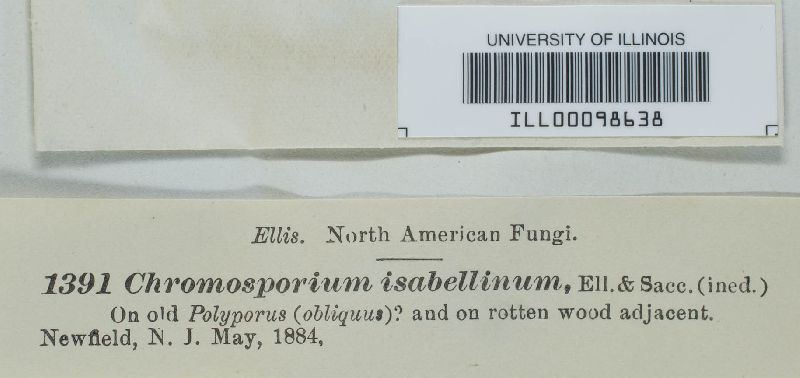 UNIVERSITY OF ILLINOIS
ILL00098638
Ellis. North American Fungi.
1391 Chromosporium isabellinum, Ell. & Sacc. (ined.)
On old Polyporus (obliquus)? and on rotten wood adjacent.
Newfield, N. J. May, 1884,